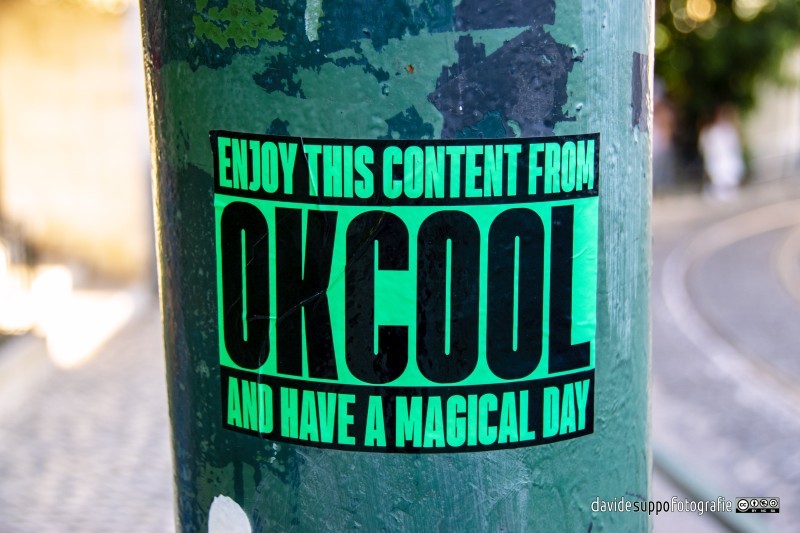 ENJOY THIS CONTENT FROM
OKCOOL
AND HAVE A MAGICAL DAY
davidesuppofotografie